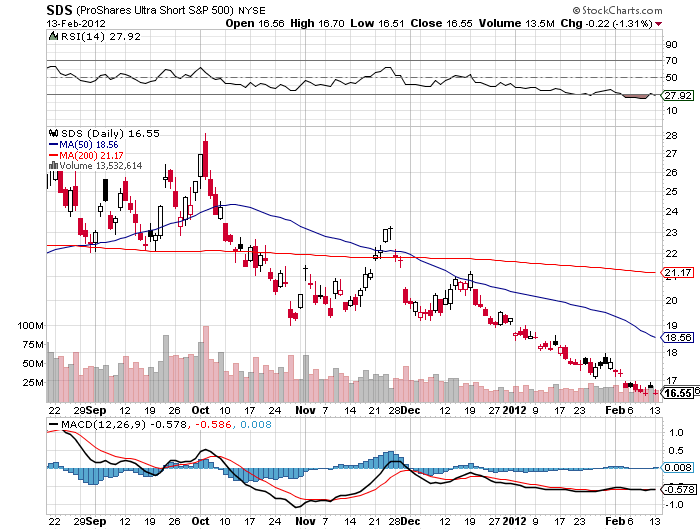 SDS (ProShares Ultra Short S&P 500) NYSE
© StockCharts.com
13-Feb-2012
Open 16.56 High 16.70 Low 16.51 Close 16.55 Volume 13.5M Chg -0.22 (-1.31%)
RSI(14) 27.92
90
70
50
27.92
10
SDS (Daily) 16.55
MA(50) 18.56
MA(200) 21.17
Volume 13,532,614
28
27
26
25
24
23
22
21.17
20
19
18.56
17
16.55
100M
75M
50M
25M
22 29 Sep 12 19 26 Oct 10 17 24 Nov 7 14 21 28 Dec 12 19 27 2012 9 17 23 Feb 6 13
MACD(12,26,9) -0.578, -0.586, 0.008
1.0
0.5
0.0
-0.5
-1.0
0.008
-0.578
-1.0
22 29 Sep 12 19 26 Oct 10 17 24 Nov 7 14 21 28 Dec 12 19 27 2012 9 17 23 Feb 6 13